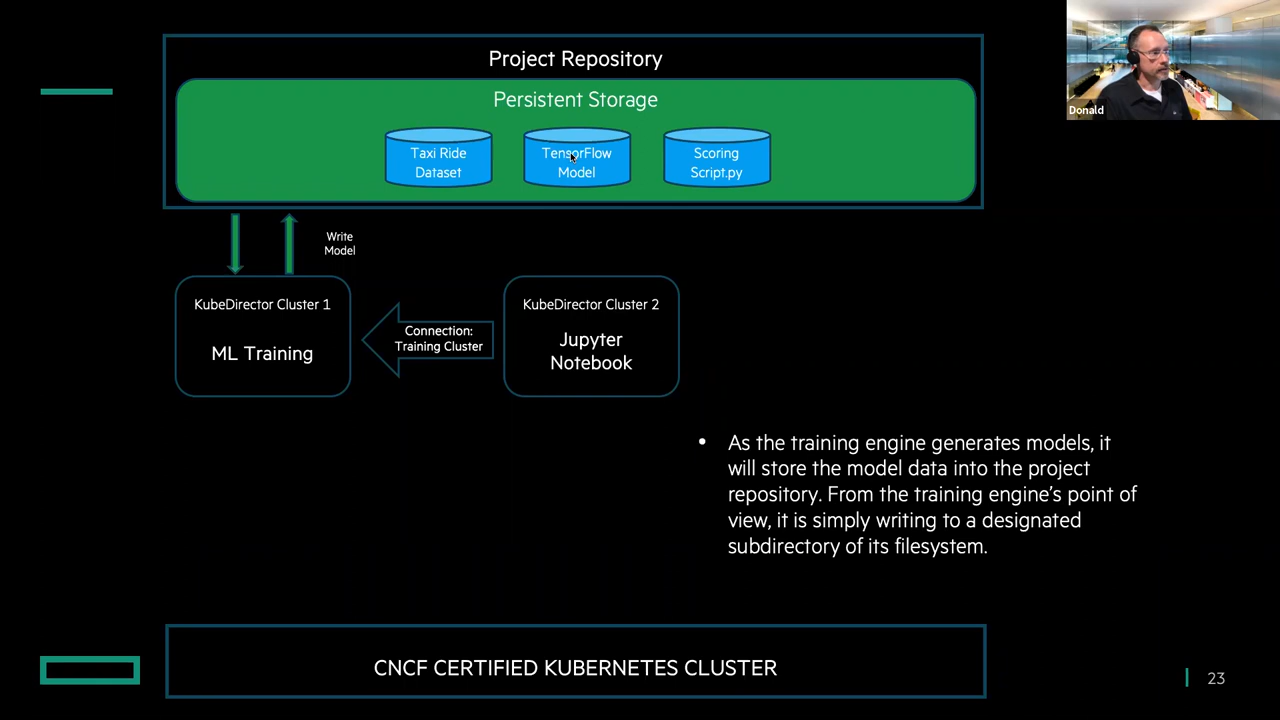 Project Repository
Persistent Storage
Taxi Ride
Dataset
TensorFlow
Model
Scoring
Script.py
Donald
Write
Model
KubeDirector Cluster 1
ML Training
Connection:
Training Cluster
KubeDirector Cluster 2
Jupyter
Notebook
• As the training engine generates models, it
will store the model data into the project
repository. From the training engine's point of
view, it is simply writing to a designated
subdirectory of its filesystem.
CNCF CERTIFIED KUBERNETES CLUSTER
23